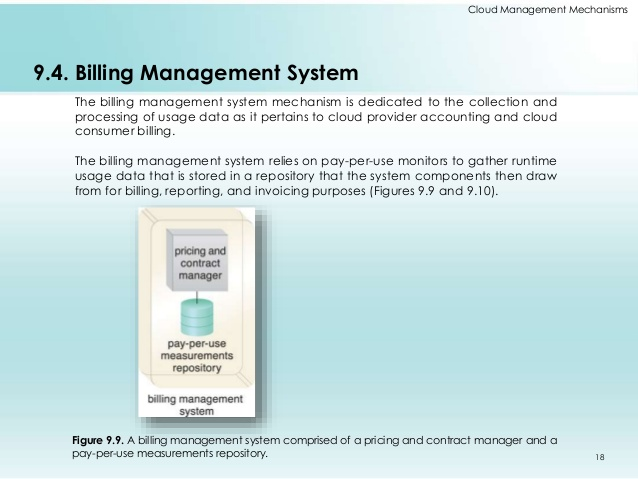 Cloud Management Mechanisms
9.4. Billing Management System
The billing management system mechanism is dedicated to the collection and
processing of usage data as it pertains to cloud provider accounting and cloud
consumer billing.
The billing management system relies on pay-per-use monitors to gather runtime
usage data that is stored in a repository that the system components then draw
from for billing, reporting, and invoicing purposes (Figures 9.9 and 9.10).
pricing and
contract
manager
pay-per-use
measurements
repository
billing management
system
Figure 9.9. A billing management system comprised of a pricing and contract manager and a
pay-per-use measurements repository.
18